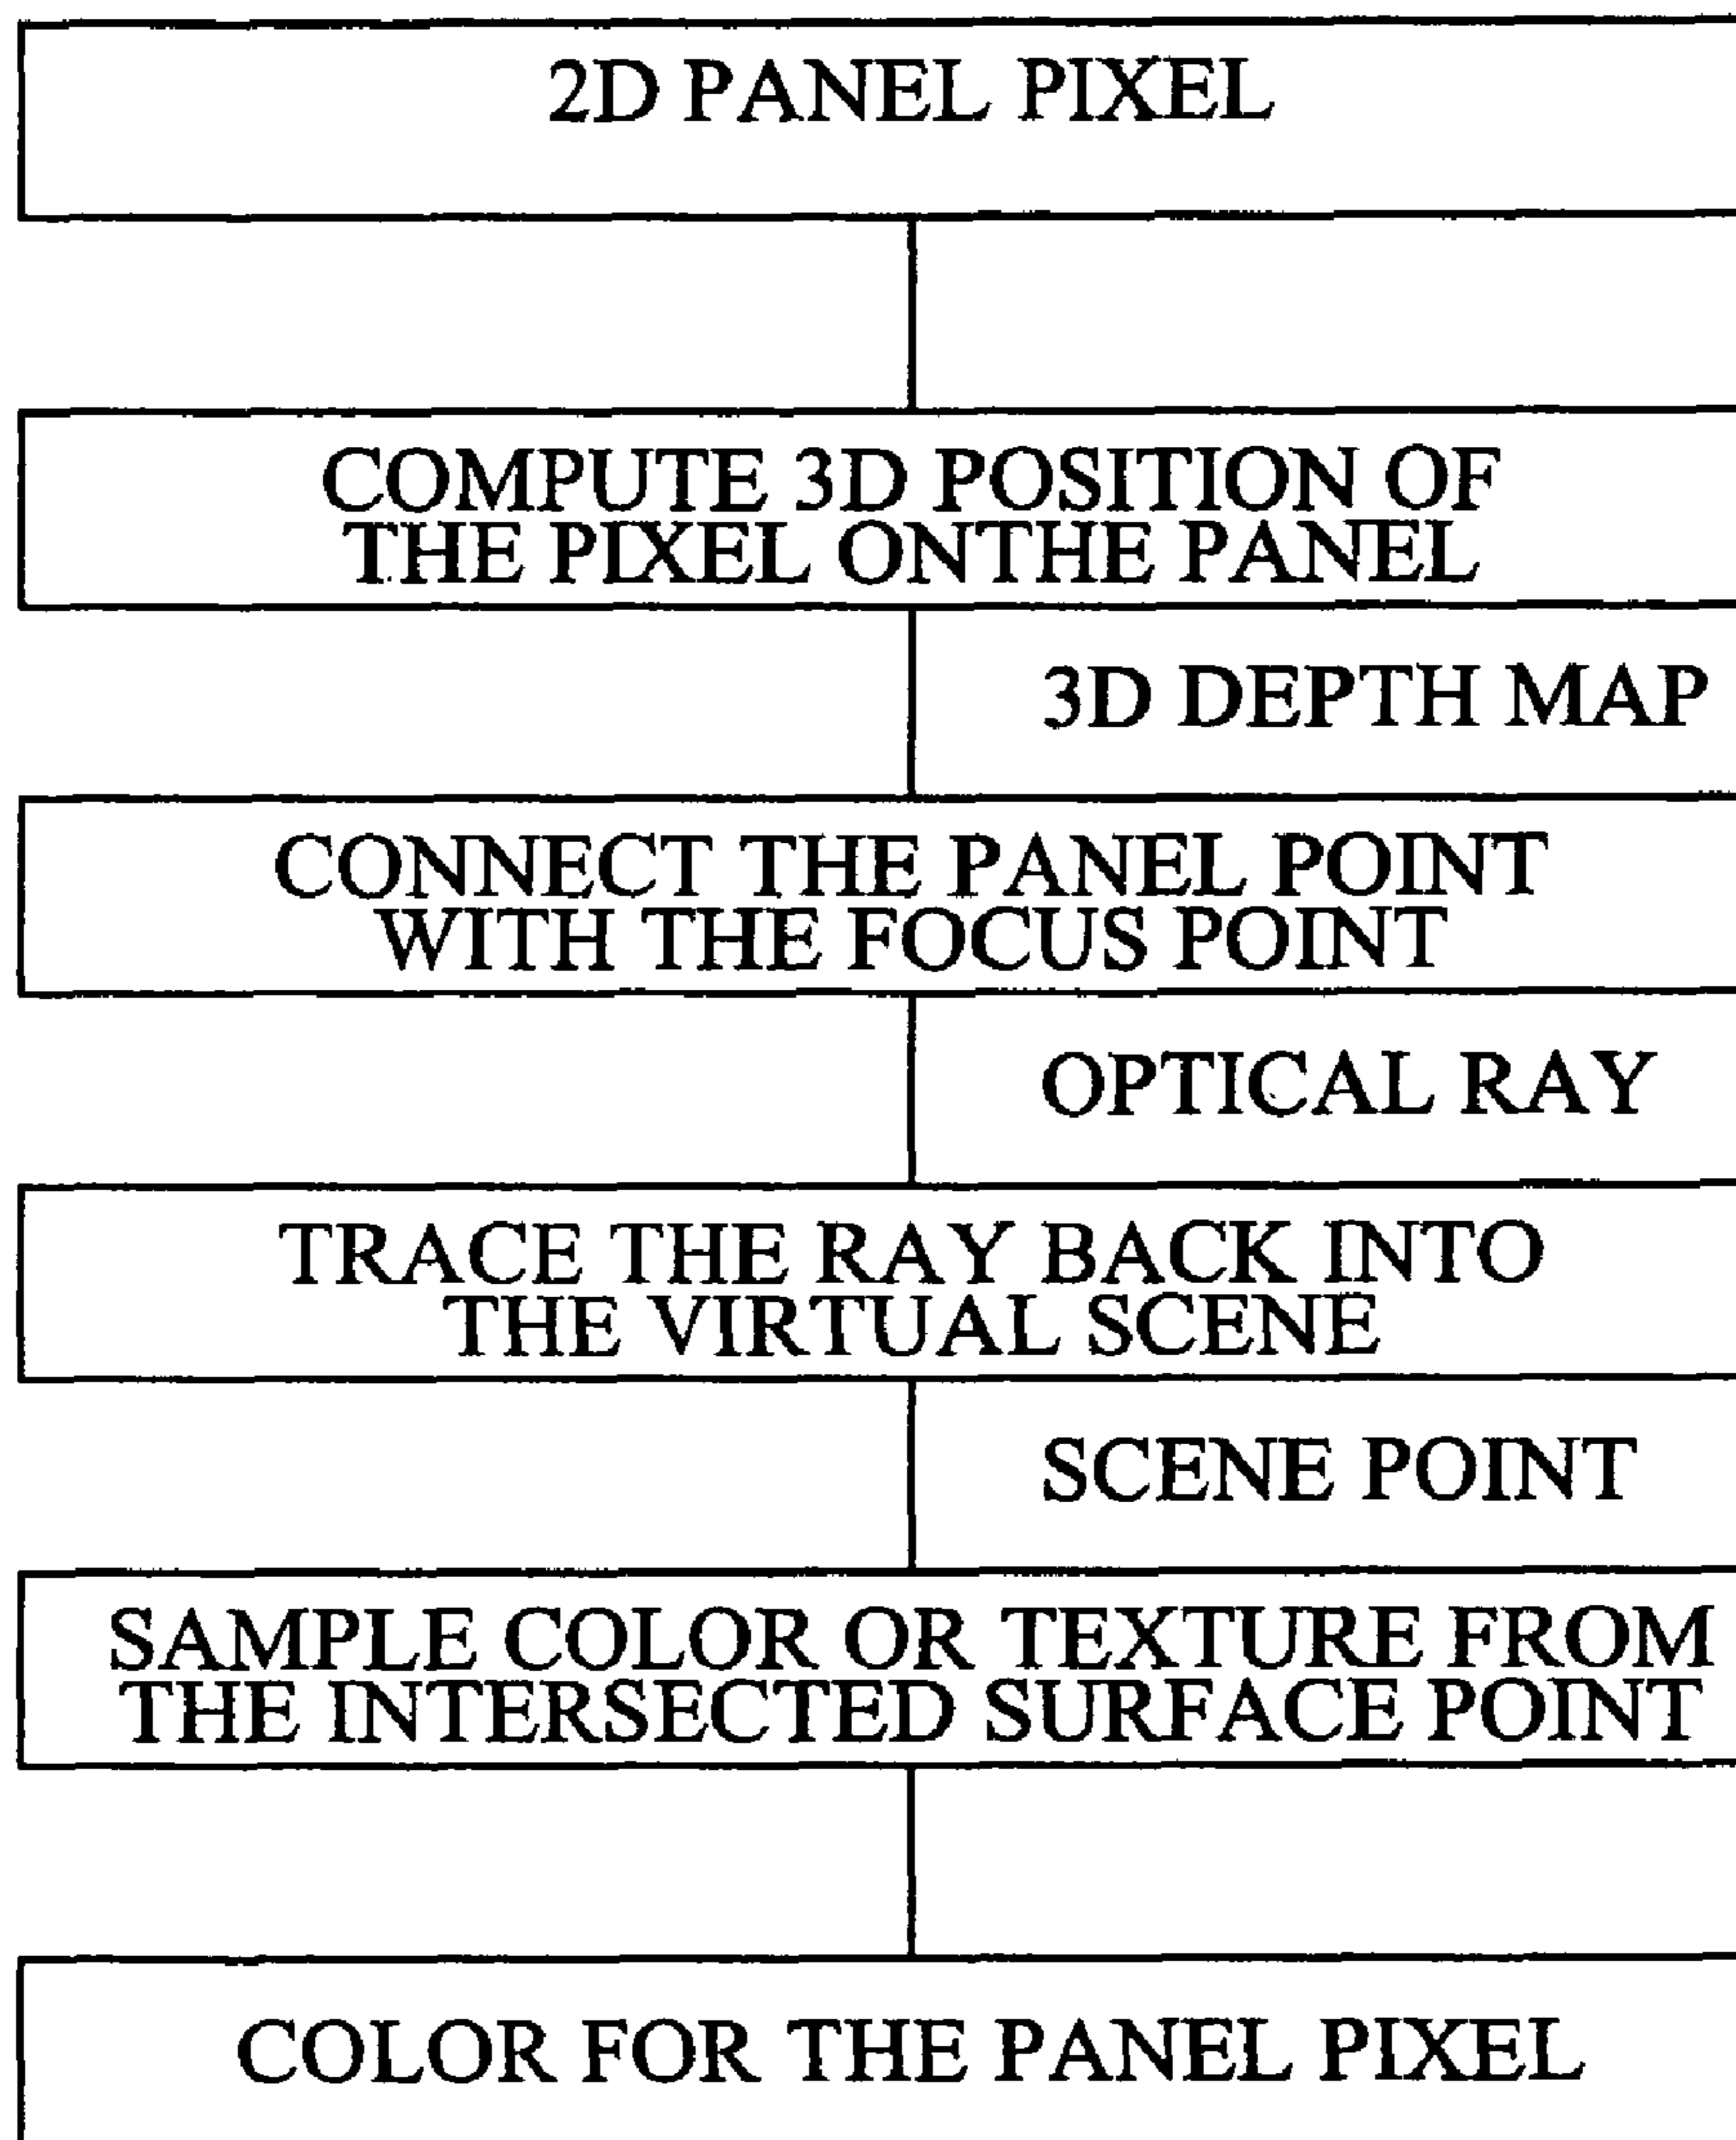 2D PANEL PIXEL
COMPUTE 3D POSITION OF
THE PIXEL ONTHE PANEL
3D DEPTH MAP
CONNECT THE PANEL POINT
WITH THE FOCUS POINT
OPTICAL RAY
TRACE THE RAY BACK INTO
THE VIRTUAL SCENE
SCENE POINT
SAMPLE COLOR OR TEXTURE FROM
THE INTERSECTED SURFACE POINT
COLOR FOR THE PANEL PIXEL